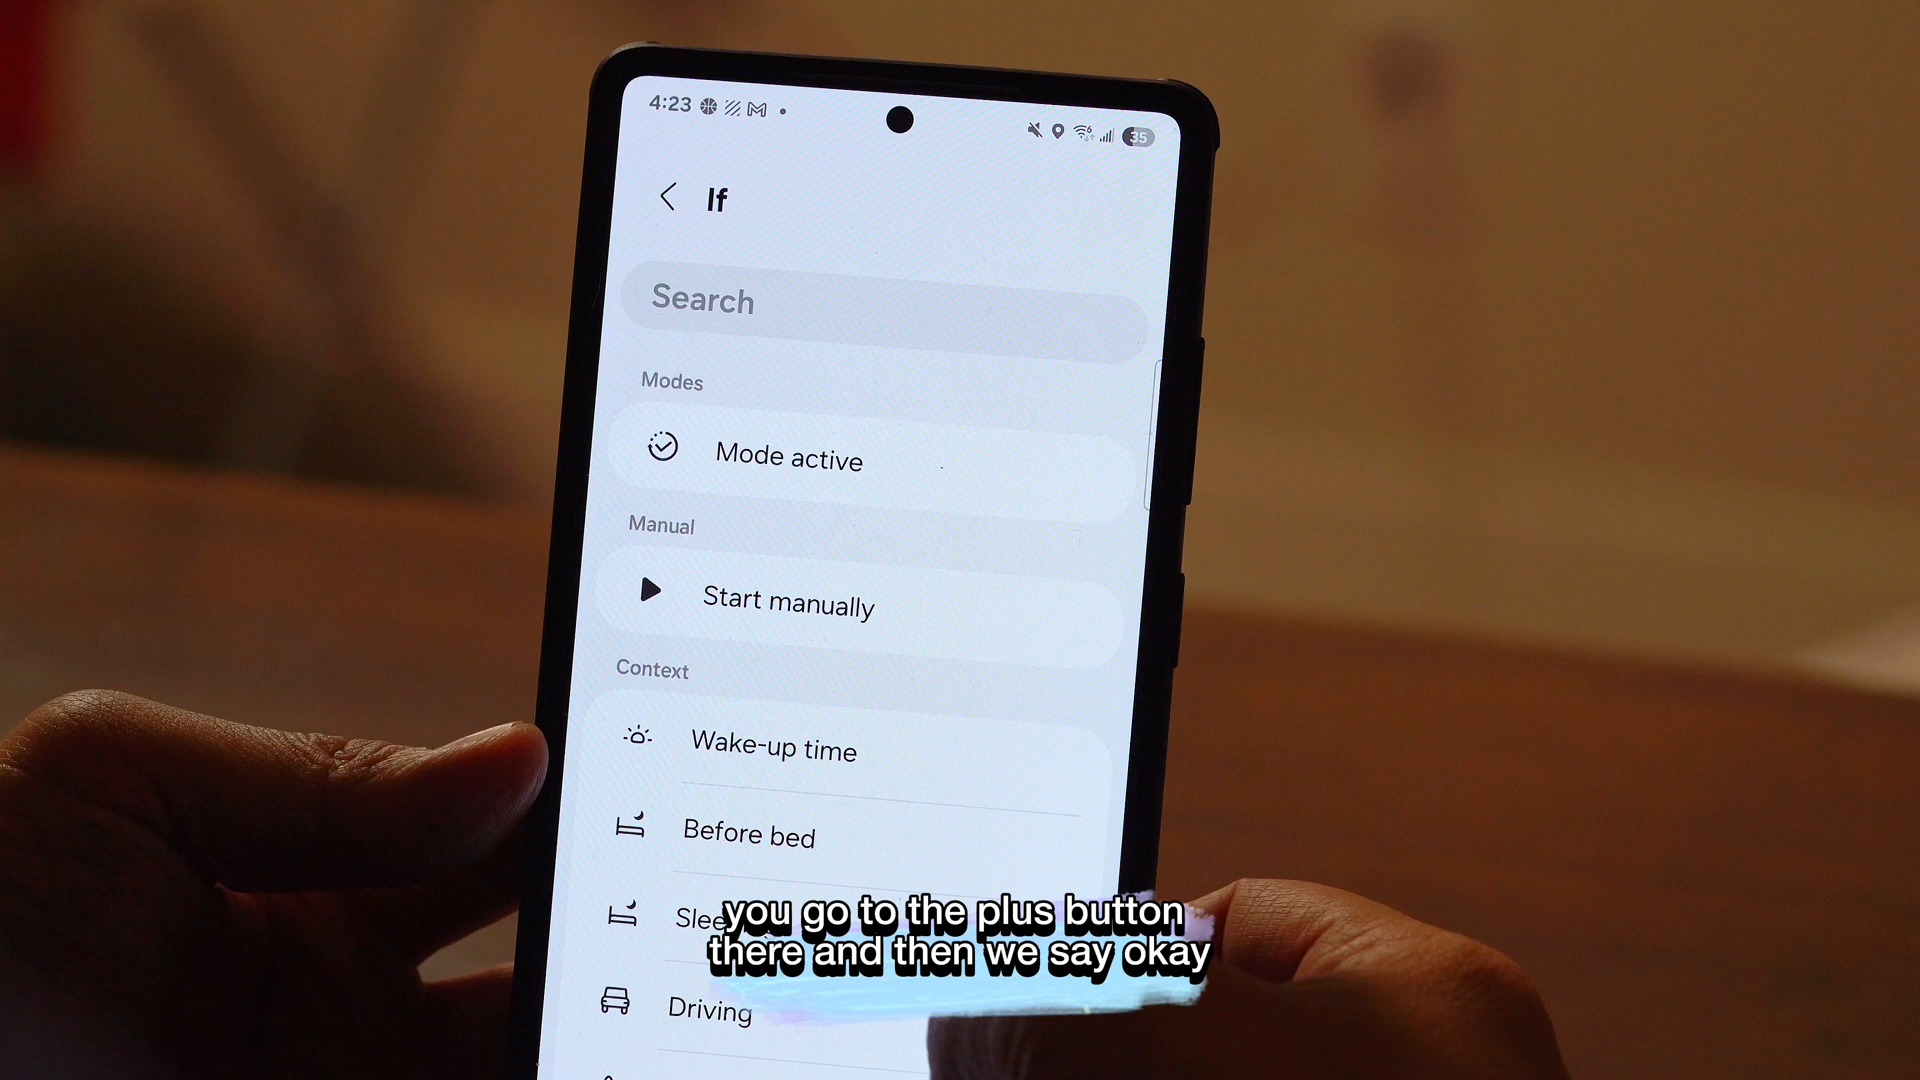 4:23
35
If
Search
Modes
Mode active
Manual
Start manually
Context
Wake-up time
Before bed
you go to the plus button
there and then we say okay
Driving